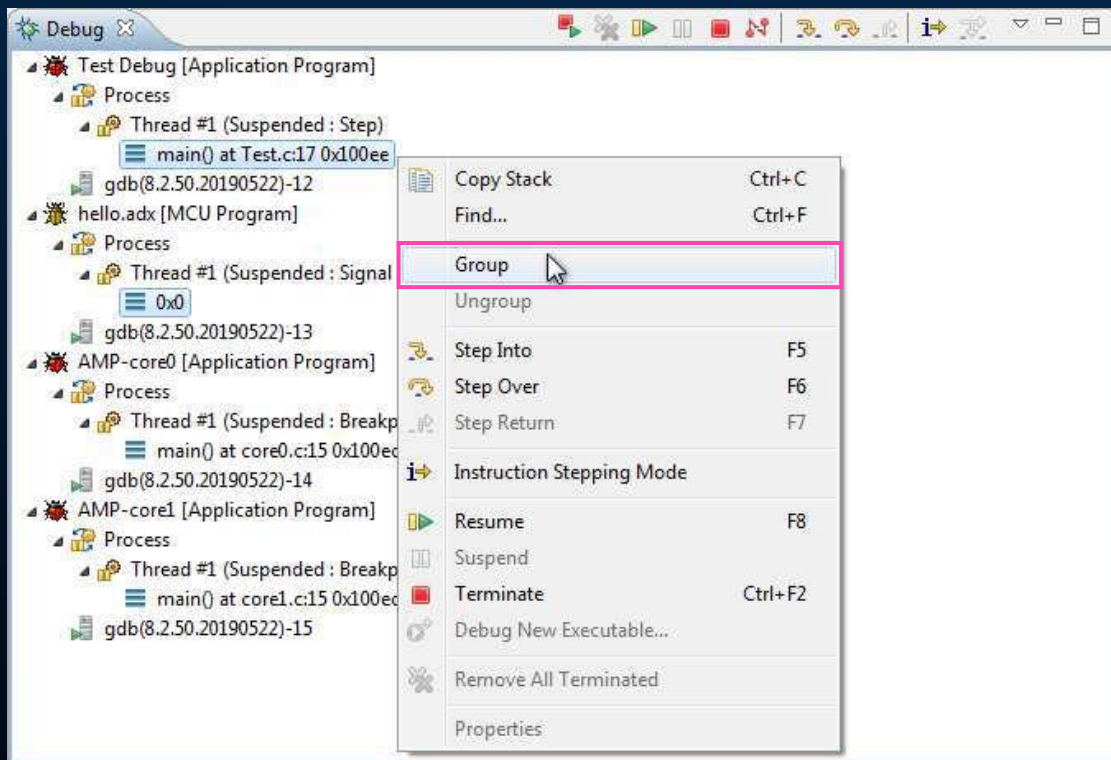 Debug
Test Debug [Application Program]
Process
Thread #1 (Suspended : Step)
main() at Test.c:17 0x100ee
gdb(8.2.50.20190522)-12
hello.adx [MCU Program]
Process
Thread #1 (Suspended : Signal
0x0
gdb(8.2.50.20190522)-13
AMP-core0 [Application Program]
Process
Thread #1 (Suspended : Breakp
main() at core0.c:15 0x100ec
gdb(8.2.50.20190522)-14
AMP-core1 [Application Program]
Process
Thread #1 (Suspended : Breakp
main() at core1.c:15 0x100ec
gdb(8.2.50.20190522)-15
Copy Stack Ctrl+C
Find... Ctrl+F
Group
Ungroup
Step Into F5
Step Over F6
Step Return F7
Instruction Stepping Mode
Resume F8
Suspend
Terminate Ctrl+F2
Debug New Executable...
Remove All Terminated
Properties